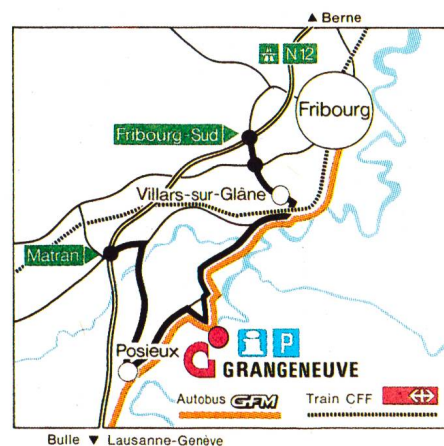 ▲ Berne
N12
Fribourg
Fribourg-Sud
Villars-sur-Glâne
Matran
Posieux
P
GRANGENEUVE
Autobus GFM Train CFF
Bulle ▼ Lausanne-Genève